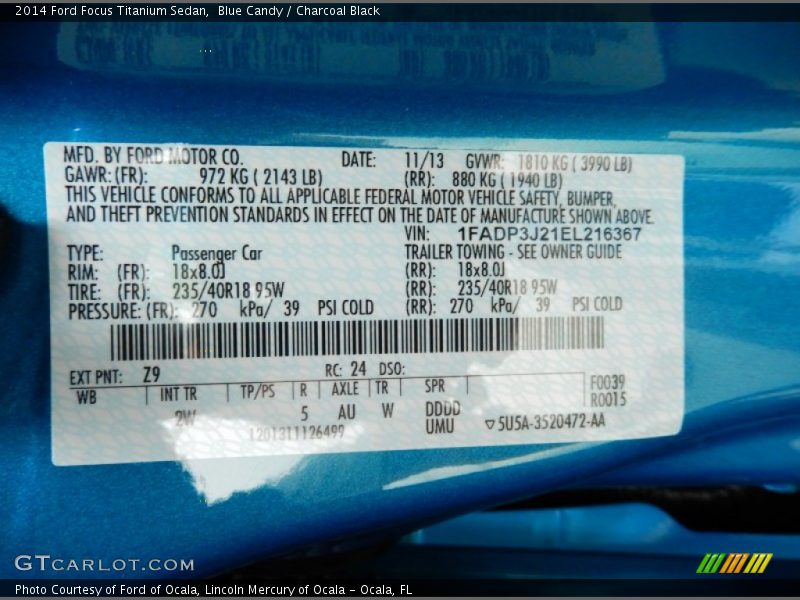 2014 Ford Focus Titanium Sedan,  Blue Candy / Charcoal Black
MFD. BY FORD MOTOR CO. DATE: 11/13 GVWR: 1810 KG ( 3990 LB)
GAWR:(FR): 972 KG ( 2143 LB) (RR): 880 KG ( 1940 LB)
THIS VEHICLE CONFORMS TO ALL APPLICABLE FEDERAL MOTOR VEHICLE SAFETY, BUMPER,
AND THEFT PREVENTION STANDARDS IN EFFECT ON THE DATE OF MANUFACTURE SHOWN ABOVE.
VIN: 1FADP3J21EL216367
TYPE: Passenger Car TRAILER TOWING - SEE OWNER GUIDE
RIM: (FR): 18x8.0J (RR): 18x8.0J
TIRE: (FR): 235/40R18 95W (RR): 235/40R18 95W
PRESSURE: (FR): 270 kPa/ 39 PSI COLD (RR): 270 kPa/ 39 PSI COLD
EXT PNT: Z9 RC: 24 DSO:
WB INT TR TP/PS R AXLE TR SPR F0039
R0015
2W 5 AU W DDDD
UMU ▽5U5A-3520472-AA
1201311126499
GTCARLOT.COM
Photo Courtesy of Ford of Ocala, Lincoln Mercury of Ocala - Ocala, FL